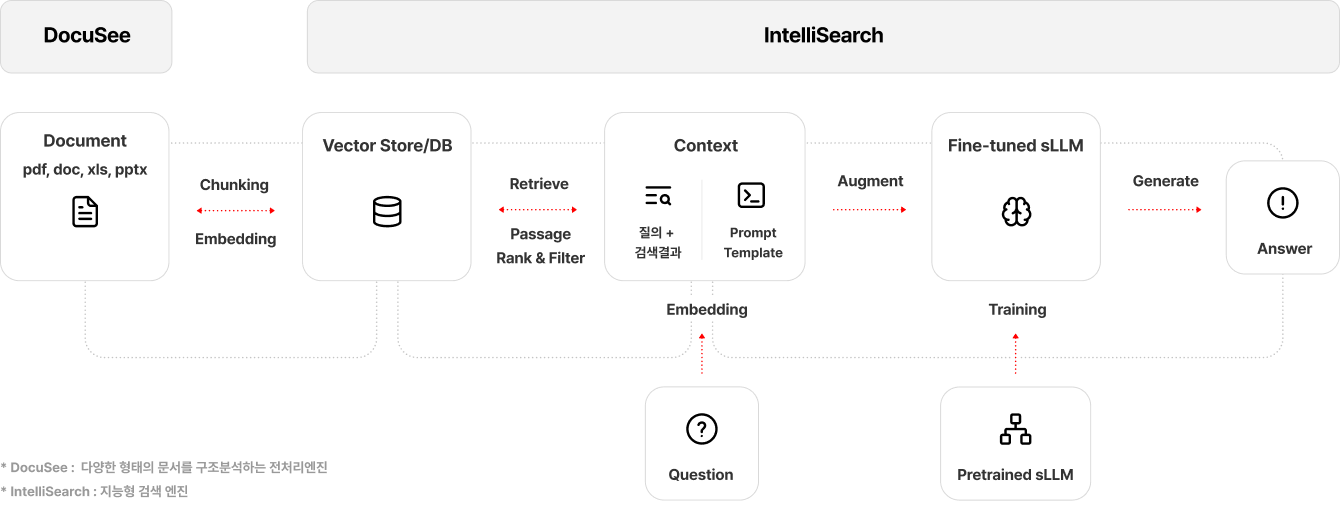 DocuSee
IntelliSearch
Document
pdf, doc, xls, pptx
Chunking
Embedding
Vector Store/DB
Retrieve
Passage
Rank & Filter
Context
질의 +
검색결과
Prompt
Template
Augment
Fine-tuned sLLM
Generate
Answer
Embedding
Training
Question
Pretrained sLLM
* DocuSee : 다양한 형태의 문서를 구조분석하는 전처리엔진
* IntelliSearch : 지능형 검색 엔진